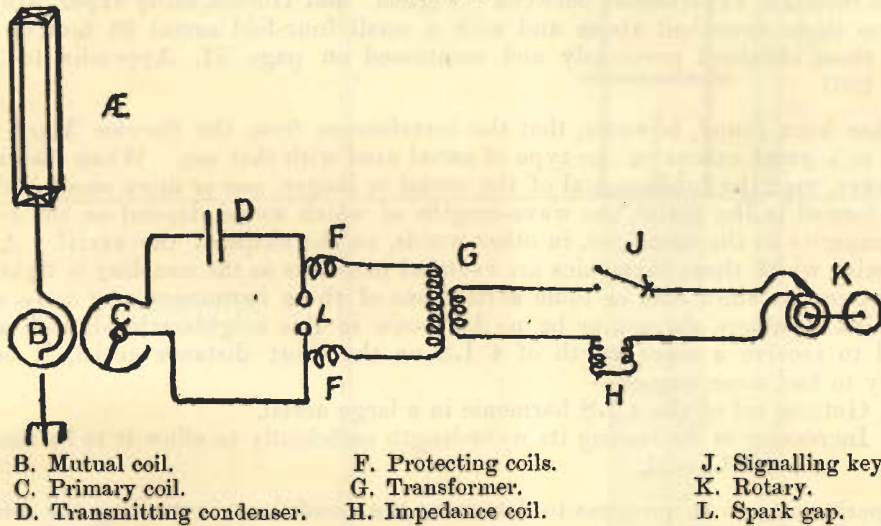 Æ
D
F
G
J
K
C
L
B
F
H
B. Mutual coil.
C. Primary coil.
D. Transmitting condenser.
F. Protecting coils.
G. Transformer.
H. Impedance coil.
J. Signalling key
K. Rotary.
L. Spark gap.